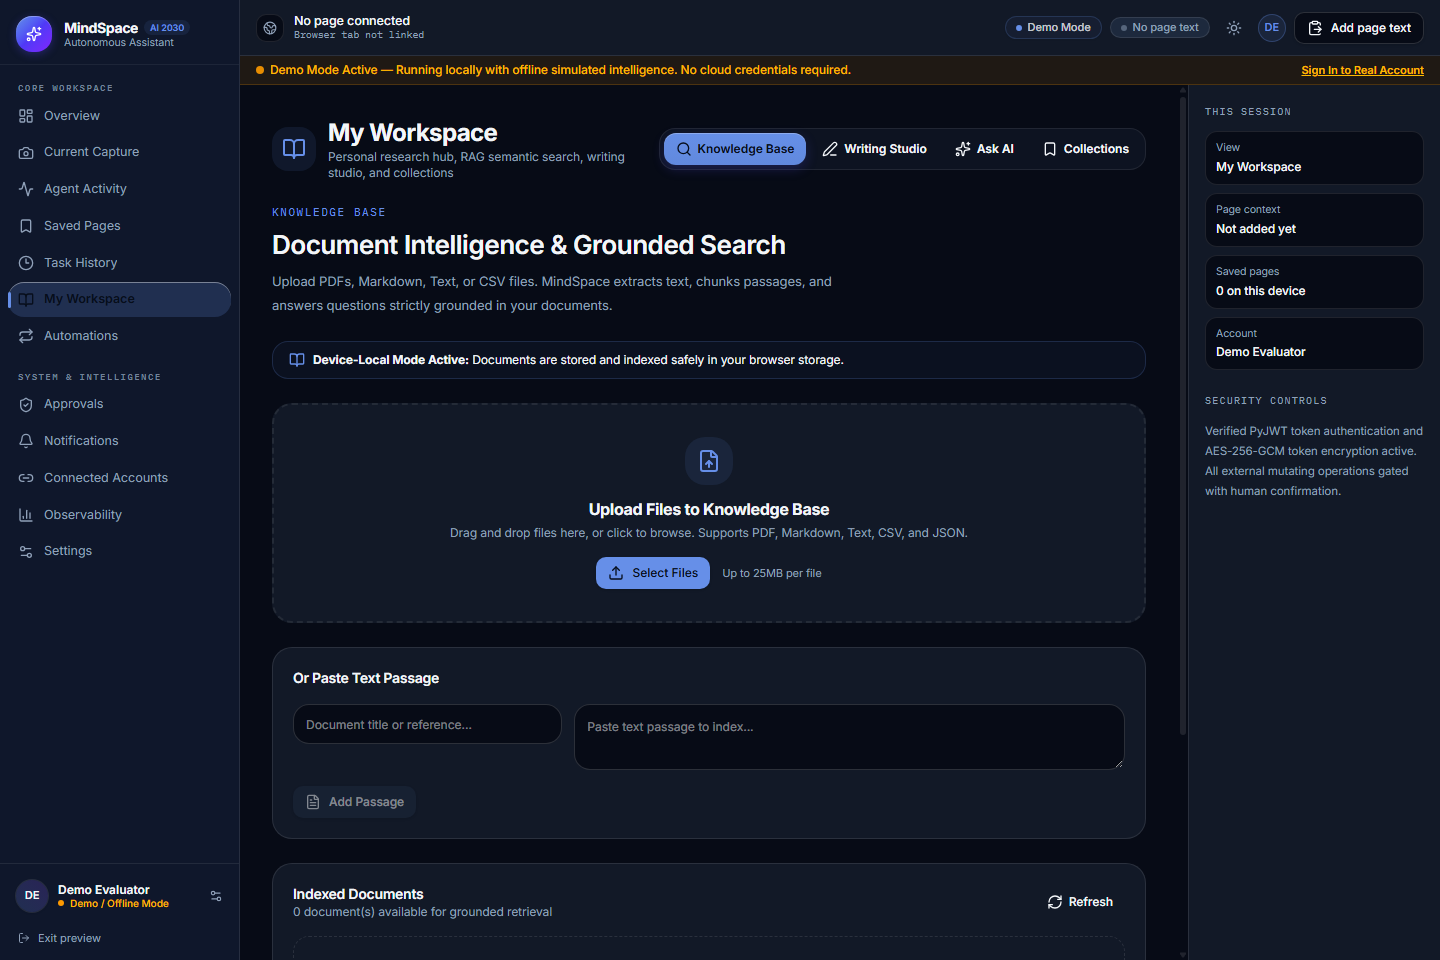 MindSpace AI 2030
Autonomous Assistant
CORE WORKSPACE
Overview
Current Capture
Agent Activity
Saved Pages
Task History
My Workspace
Automations
SYSTEM & INTELLIGENCE
Approvals
Notifications
Connected Accounts
Observability
Settings
DE
Demo Evaluator
Demo / Offline Mode
Exit preview
No page connected
Browser tab not linked
Demo Mode
No page text
DE
Add page text
Demo Mode Active — Running locally with offline simulated intelligence. No cloud credentials required.
Sign In to Real Account
My Workspace
Personal research hub, RAG semantic search, writing
studio, and collections
Knowledge Base
Writing Studio
Ask AI
Collections
KNOWLEDGE BASE
Document Intelligence & Grounded Search
Upload PDFs, Markdown, Text, or CSV files. MindSpace extracts text, chunks passages, and
answers questions strictly grounded in your documents.
Device-Local Mode Active: Documents are stored and indexed safely in your browser storage.
Upload Files to Knowledge Base
Drag and drop files here, or click to browse. Supports PDF, Markdown, Text, CSV, and JSON.
Select Files
Up to 25MB per file
Or Paste Text Passage
Document title or reference...
Paste text passage to index...
Add Passage
Indexed Documents
0 document(s) available for grounded retrieval
Refresh
THIS SESSION
View
My Workspace
Page context
Not added yet
Saved pages
0 on this device
Account
Demo Evaluator
SECURITY CONTROLS
Verified PyJWT token authentication and
AES-256-GCM token encryption active.
All external mutating operations gated
with human confirmation.